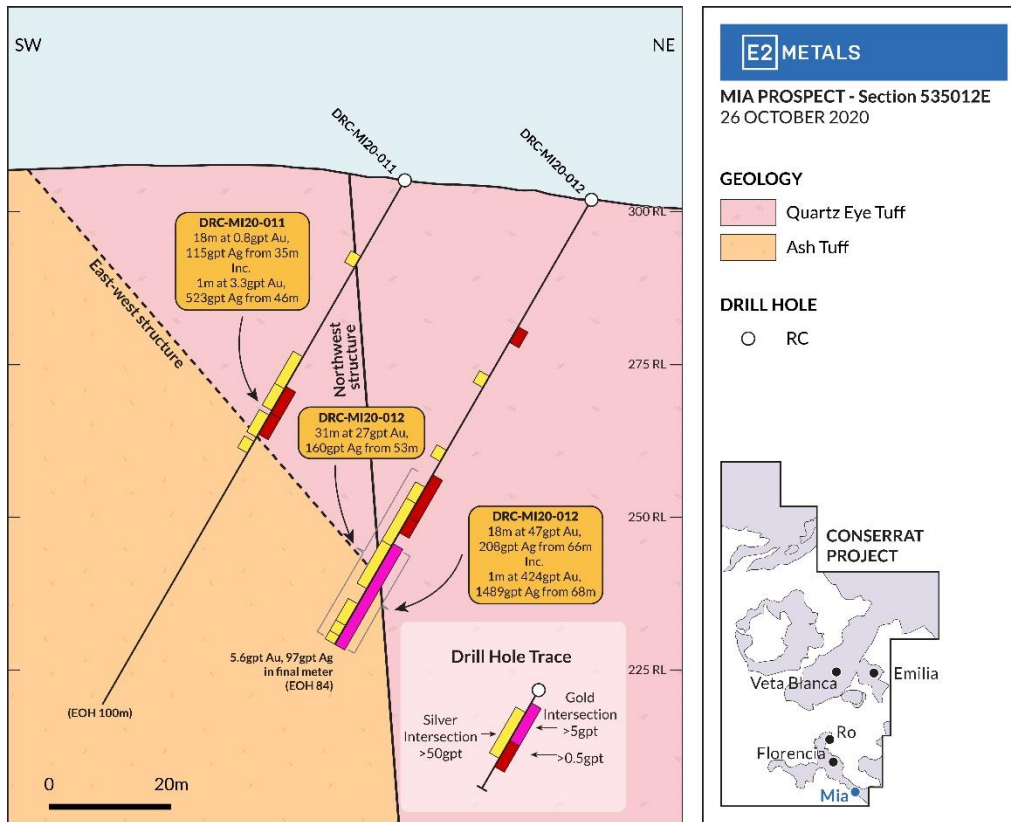 SW
NE
DRC-MI20-011
DRC-MI20-012
300 RL
275 RL
250 RL
225 RL
DRC-MI20-011
18m at 0.8gpt Au,
115gpt Ag from 35m
Inc.
1m at 3.3gpt Au,
523gpt Ag from 46m
East-west structure
Northwest
structure
DRC-MI20-012
31m at 27gpt Au,
160gpt Ag from 53m
DRC-MI20-012
18m at 47gpt Au,
208gpt Ag from 66m
Inc.
1m at 424gpt Au,
1489gpt Ag from 68m
5.6gpt Au, 97gpt Ag
in final meter
(EOH 84)
(EOH 100m)
0
20m
Drill Hole Trace
Silver
Intersection
>50gpt
Gold
Intersection
>5gpt
>0.5gpt
E2 METALS
MIA PROSPECT - Section 535012E
26 OCTOBER 2020
GEOLOGY
Quartz Eye Tuff
Ash Tuff
DRILL HOLE
RC
CONSERRAT
PROJECT
Veta Blanca
Emilia
Ro
Florencia
Mia